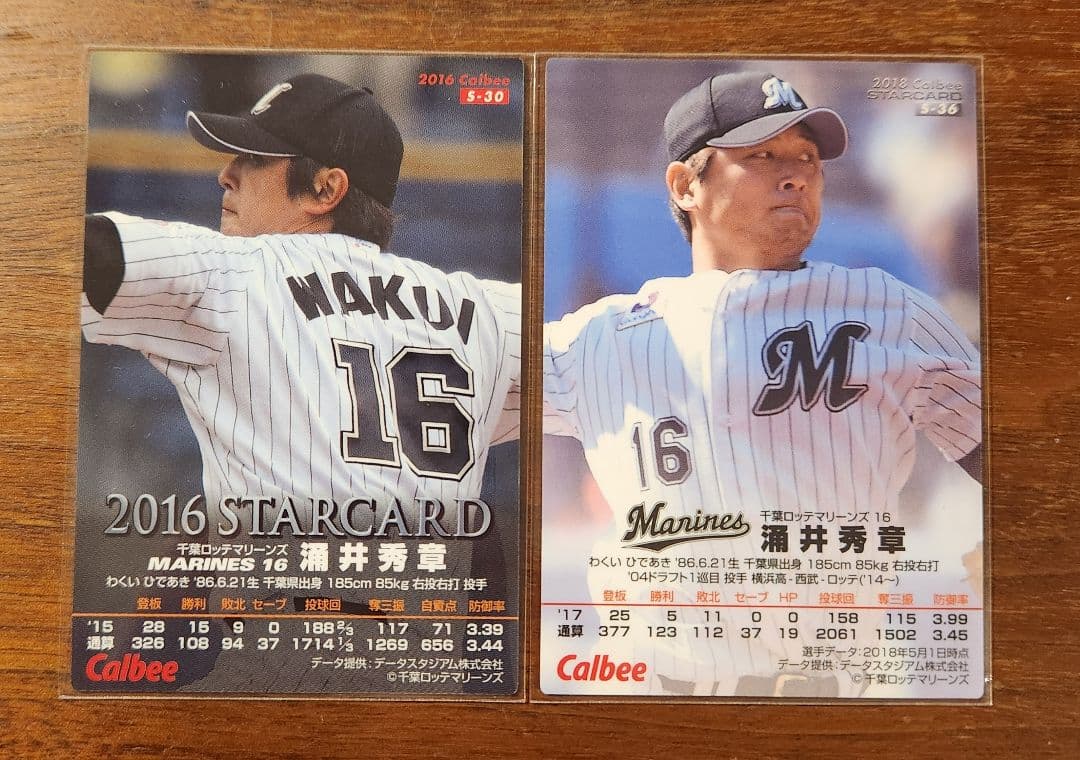 2016 Calbee
S-30
WAKUI
16
2016 STARCARD
千葉ロッテマリーンズ
MARINES 16 涌井秀章
わくい ひであき '86.6.21生 千葉県出身 185cm 85kg 右投右打 投手
登板 勝利 敗北 セーブ 投球回 奪三振 自責点 防御率
'15 28 15 9 0 188 2/3 117 71 3.39
通算 326 108 94 37 1714 1/3 1269 656 3.44
Calbee
データ提供:データスタジアム株式会社
©千葉ロッテマリーンズ
2018 Calbee
STARCARD
S-36
M
M
16
Marines
千葉ロッテマリーンズ 16
涌井秀章
わくい ひであき '86.6.21生 千葉県出身 185cm 85kg 右投右打
'04ドラフト1巡目 投手 横浜高-西武-ロッテ('14〜)
登板 勝利 敗北 セーブ HP 投球回 奪三振 防御率
'17 25 5 11 0 0 158 115 3.99
通算 377 123 112 37 19 2061 1502 3.45
Calbee
選手データ:2018年5月1日時点
データ提供:データスタジアム株式会社
© 千葉ロッテマリーンズ